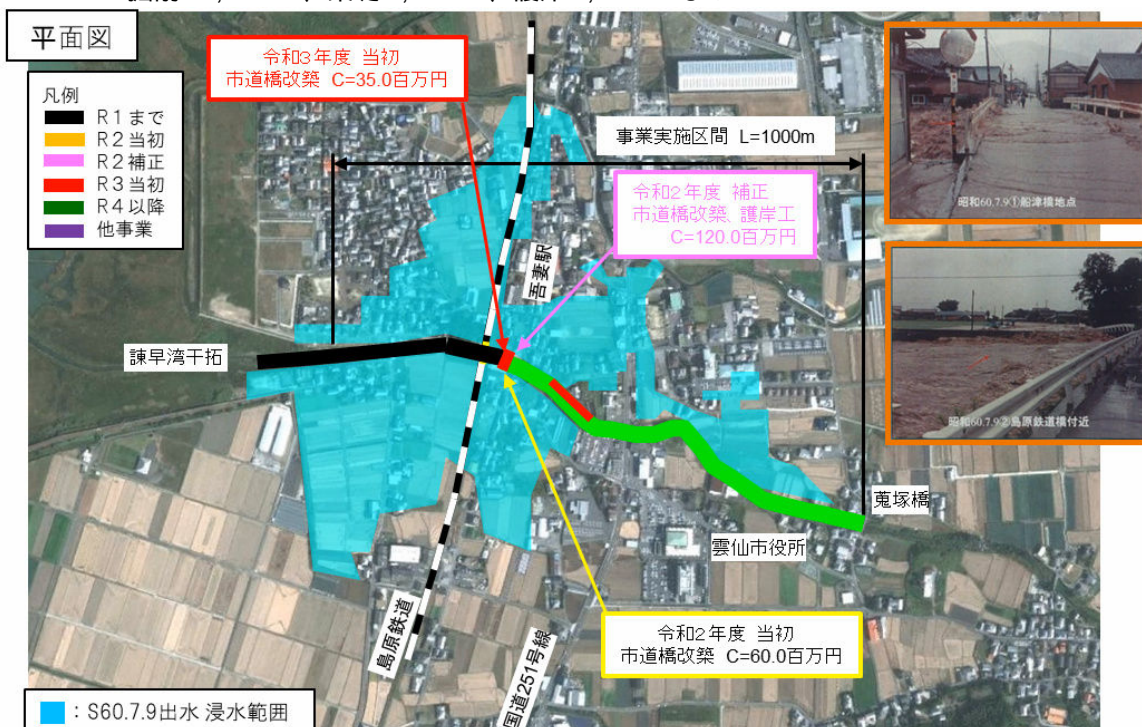 平面図
凡例
R1まで
R2当初
R2補正
R3当初
R4以降
他事業
令和3年度 当初
市道橋改築 C=35.0百万円
事業実施区間 L=1000m
令和2年度 補正
市道橋改築、護岸工
C=120.0百万円
吾妻駅
諫早湾干拓
昭和60.7.9①船津橋地点
昭和60.7.9②島原鉄道橋付近
蒐塚橋
雲仙市役所
令和2年度 当初
市道橋改築 C=60.0百万円
島原鉄道
国道251号線
:S60.7.9出水 浸水範囲